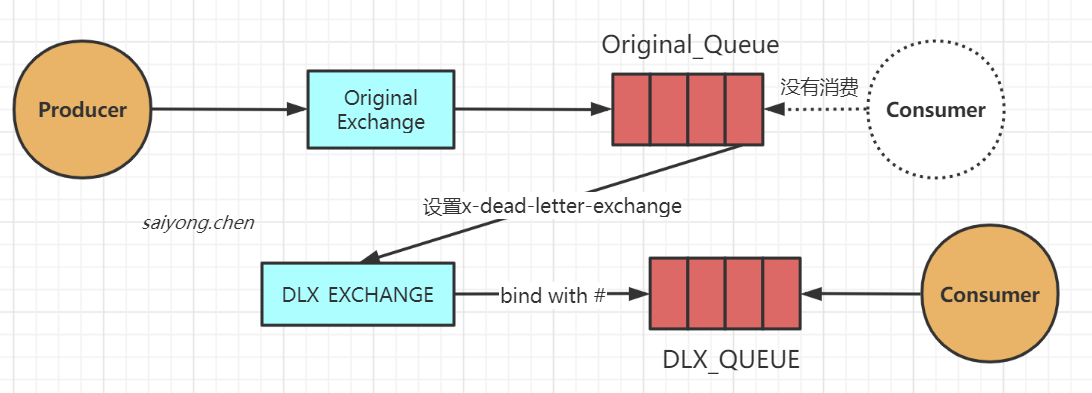 Original_Queue
Producer
Original
Exchange
没有消费
Consumer
设置x-dead-letter-exchange
saiyong.chen
DLX EXCHANGE
bind with #
Consumer
DLX_QUEUE